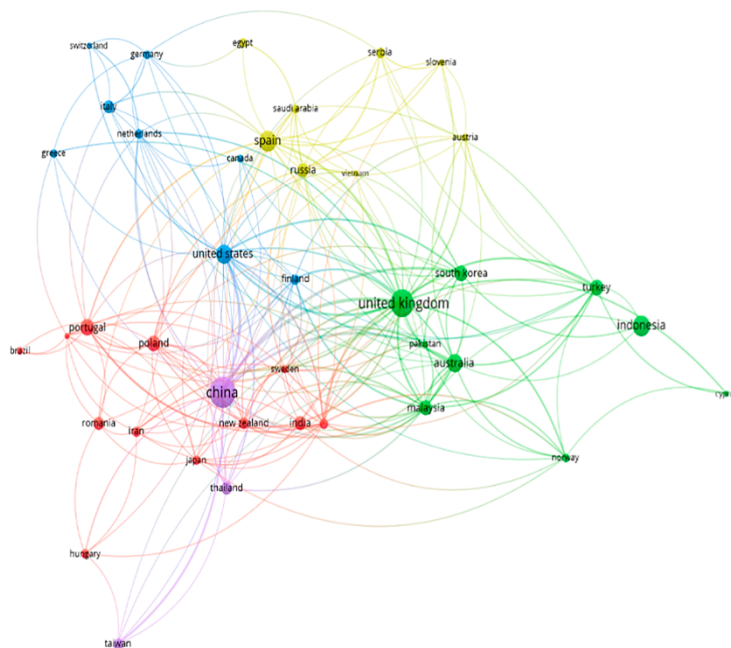 switzerland
germany
egypt
serbia
slovenia
italy
saudi arabia
netherlands
spain
austria
greece
canada
russia
vietnam
united states
south korea
finland
turkey
united kingdom
indonesia
portugal
poland
pakistan
brazil
sweden
australia
china
malaysia
romania
iran
new zealand
india
japan
norway
thailand
hungary
taiwan